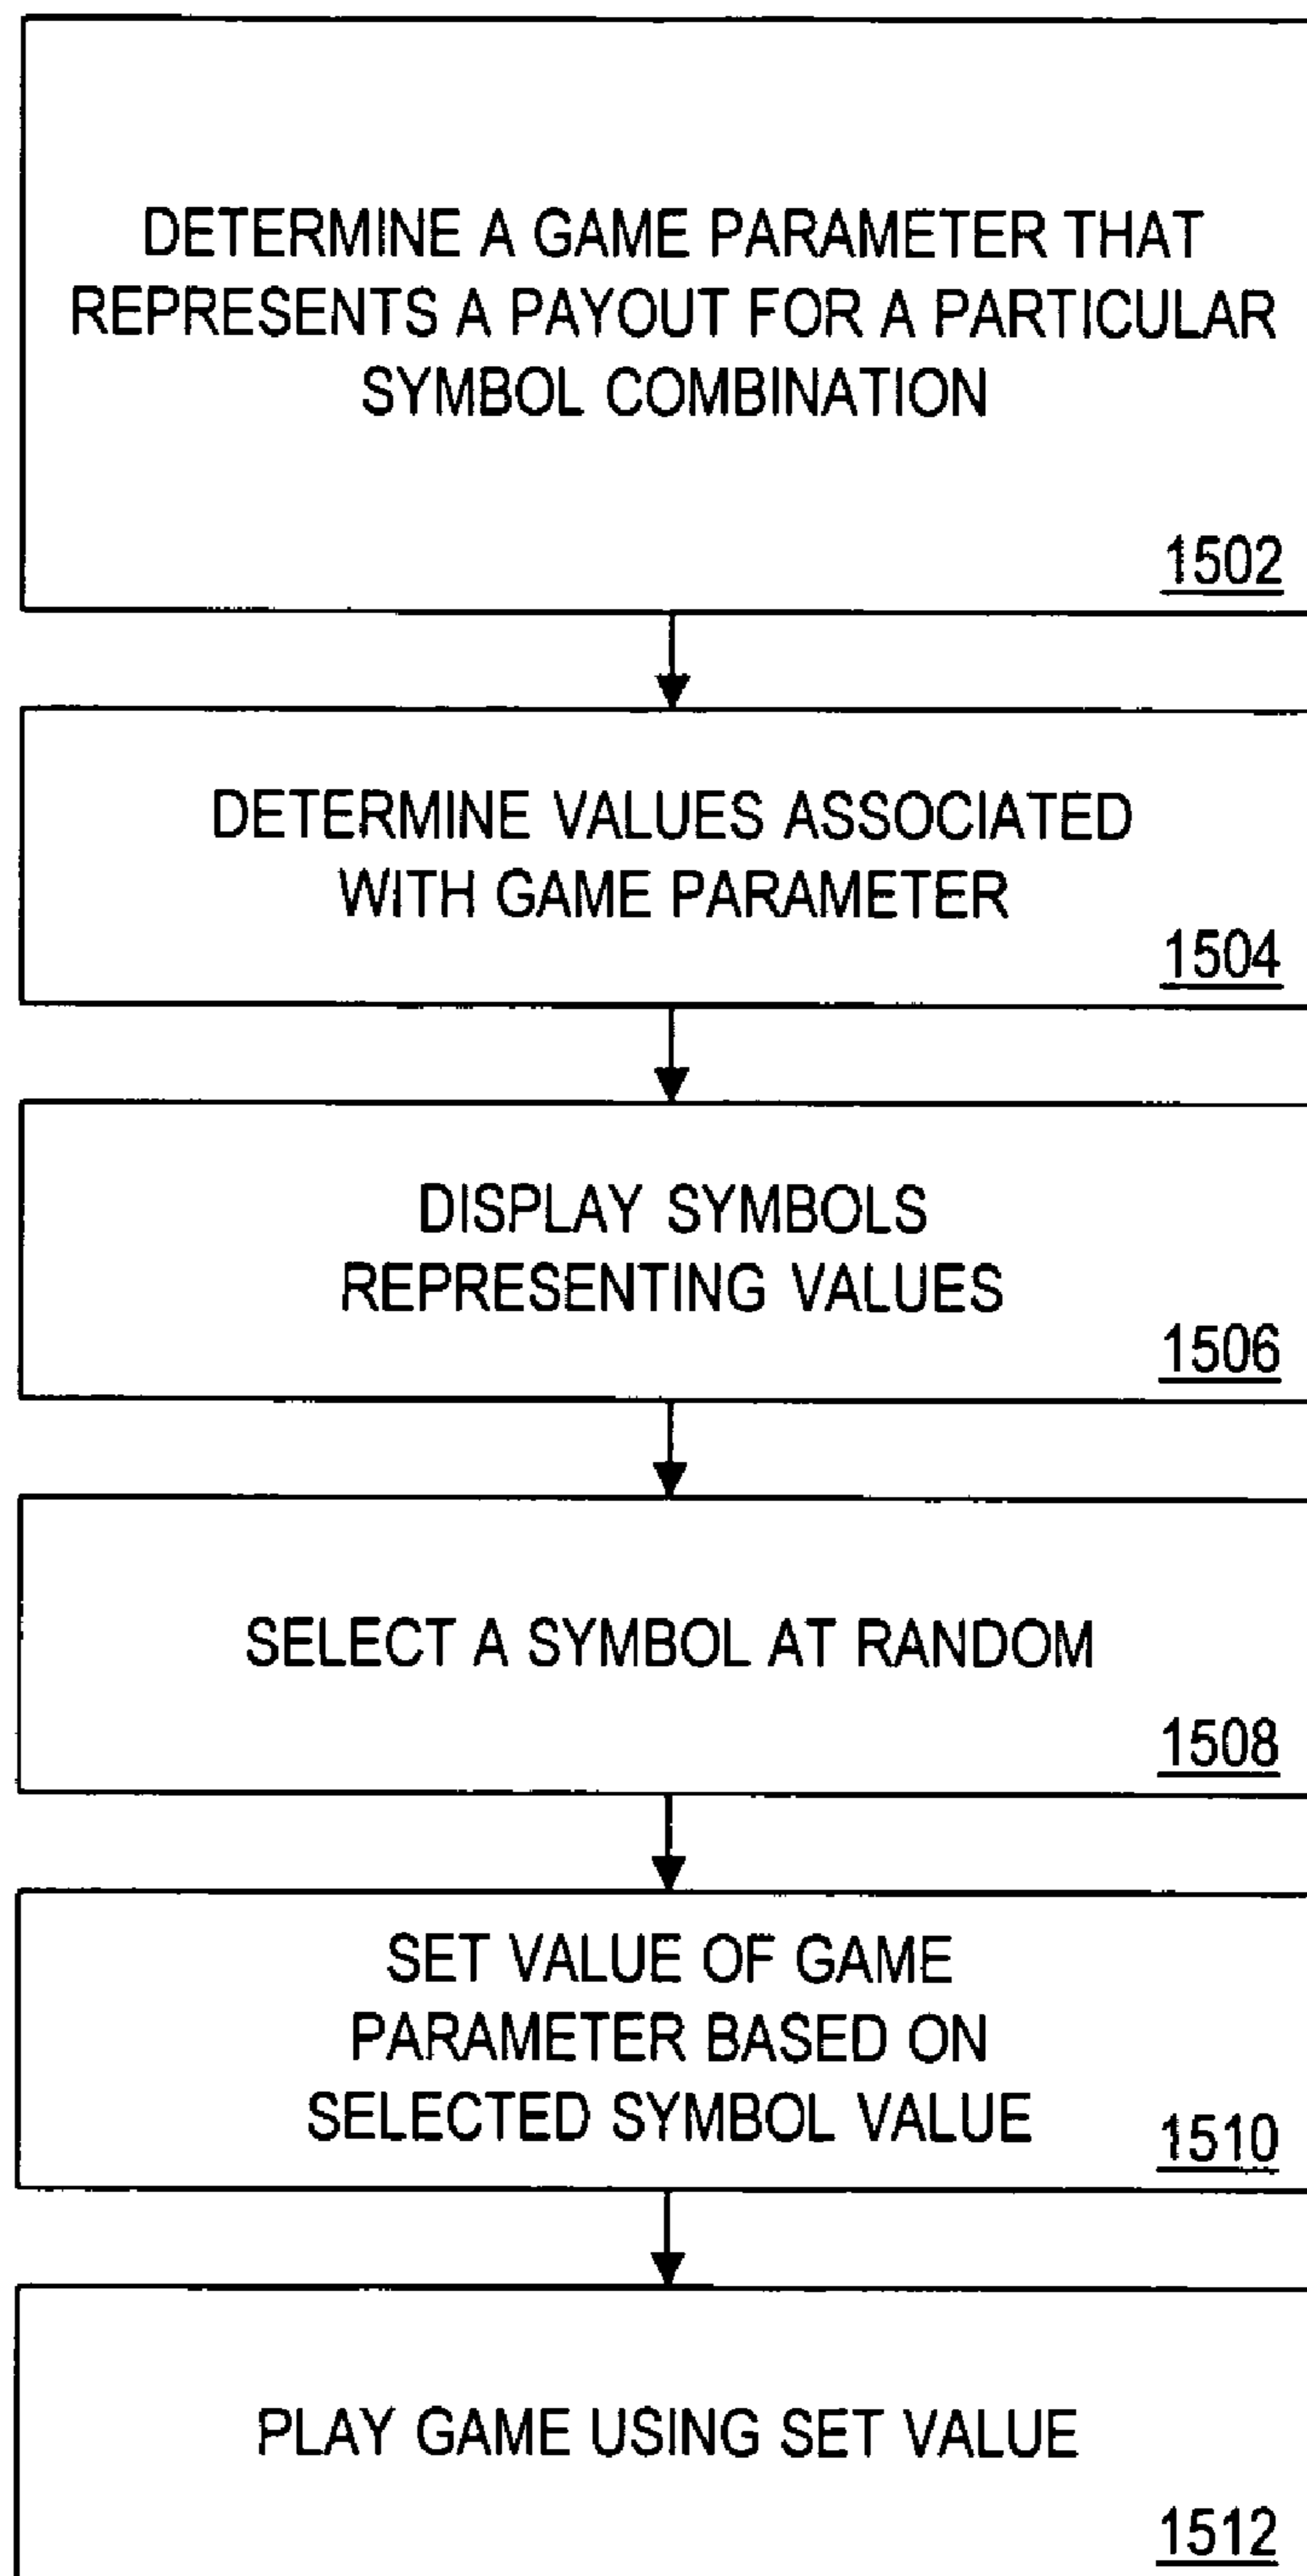 DETERMINE A GAME PARAMETER THAT
REPRESENTS A PAYOUT FOR A PARTICULAR
SYMBOL COMBINATION
1502
DETERMINE VALUES ASSOCIATED
WITH GAME PARAMETER
1504
DISPLAY SYMBOLS
REPRESENTING VALUES
1506
SELECT A SYMBOL AT RANDOM
1508
SET VALUE OF GAME
PARAMETER BASED ON
SELECTED SYMBOL VALUE
1510
PLAY GAME USING SET VALUE
1512